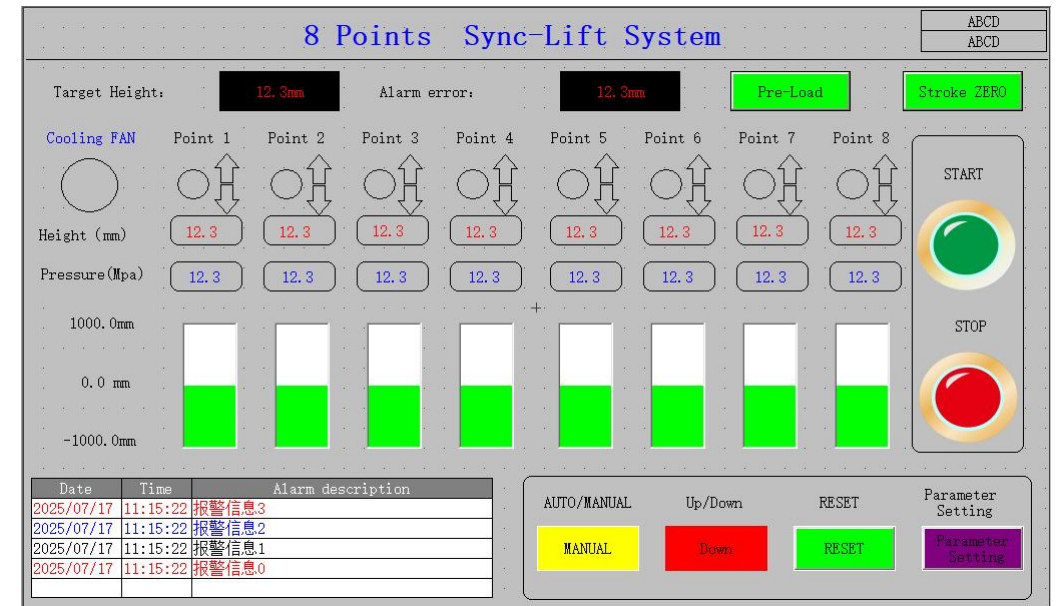 8 Points Sync-Lift System
ABCD
ABCD
Target Height: 12.3mm Alarm error: 12.3mm Pre-Load Stroke ZERO
Cooling FAN Point 1 Point 2 Point 3 Point 4 Point 5 Point 6 Point 7 Point 8
START
Height (mm) 12.3 12.3 12.3 12.3 12.3 12.3 12.3 12.3
Pressure(Mpa) 12.3 12.3 12.3 12.3 12.3 12.3 12.3 12.3
1000.0mm
STOP
0.0 mm
-1000.0mm
Date Time Alarm description
2025/07/17 11:15:22 报警信息3
2025/07/17 11:15:22 报警信息2
2025/07/17 11:15:22 报警信息1
2025/07/17 11:15:22 报警信息0
AUTO/MANUAL Up/Down RESET Parameter
Setting
MANUAL Down RESET Parameter
Setting